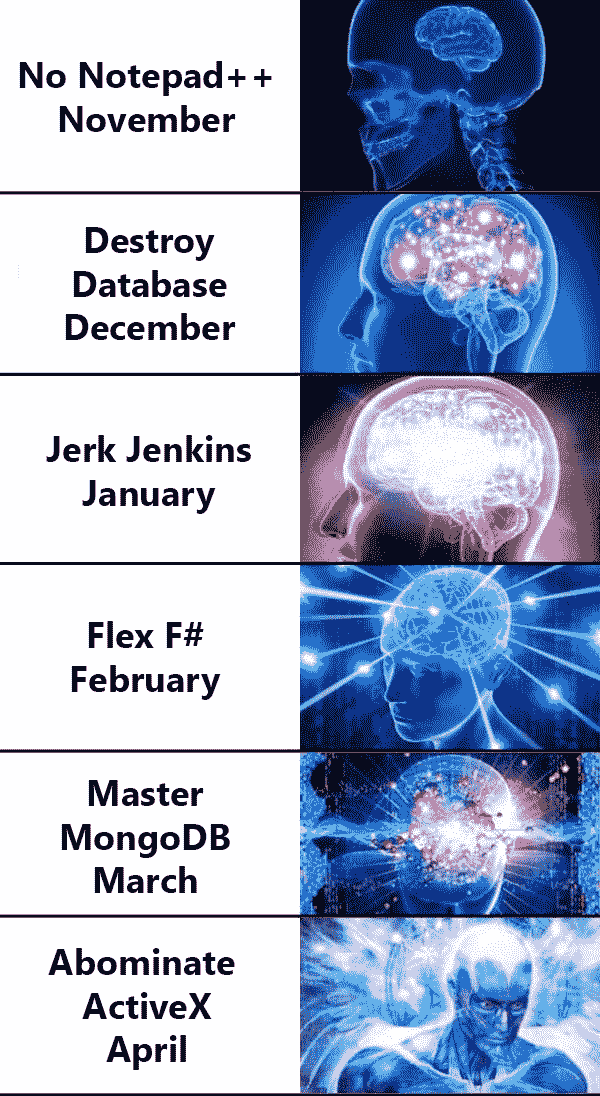 No Notepad++
November
Destroy
Database
December
Jerk Jenkins
January
Flex F#
February
Master
MongoDB
March
Abominate
ActiveX
April